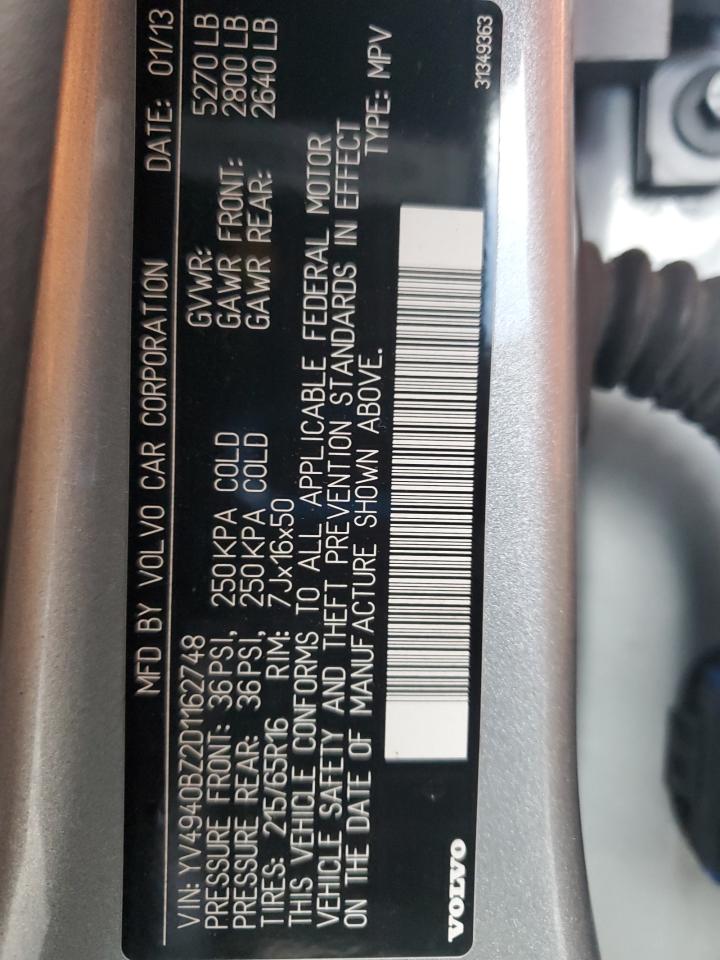 MFD BY VOLVO CAR CORPORATION DATE: 01/13
VIN: YV4940BZ2D1162748 GVWR: 5270 LB
PRESSURE FRONT: 36 PSI, 250 KPA COLD GAWR FRONT: 2800 LB
PRESSURE REAR: 36 PSI, 250 KPA COLD GAWR REAR: 2640 LB
TIRES: 215/65R16 RIM: 7Jx16x50
THIS VEHICLE CONFORMS TO ALL APPLICABLE FEDERAL MOTOR
VEHICLE SAFETY AND THEFT PREVENTION STANDARDS IN EFFECT
ON THE DATE OF MANUFACTURE SHOWN ABOVE. TYPE: MPV
VOLVO 31349363